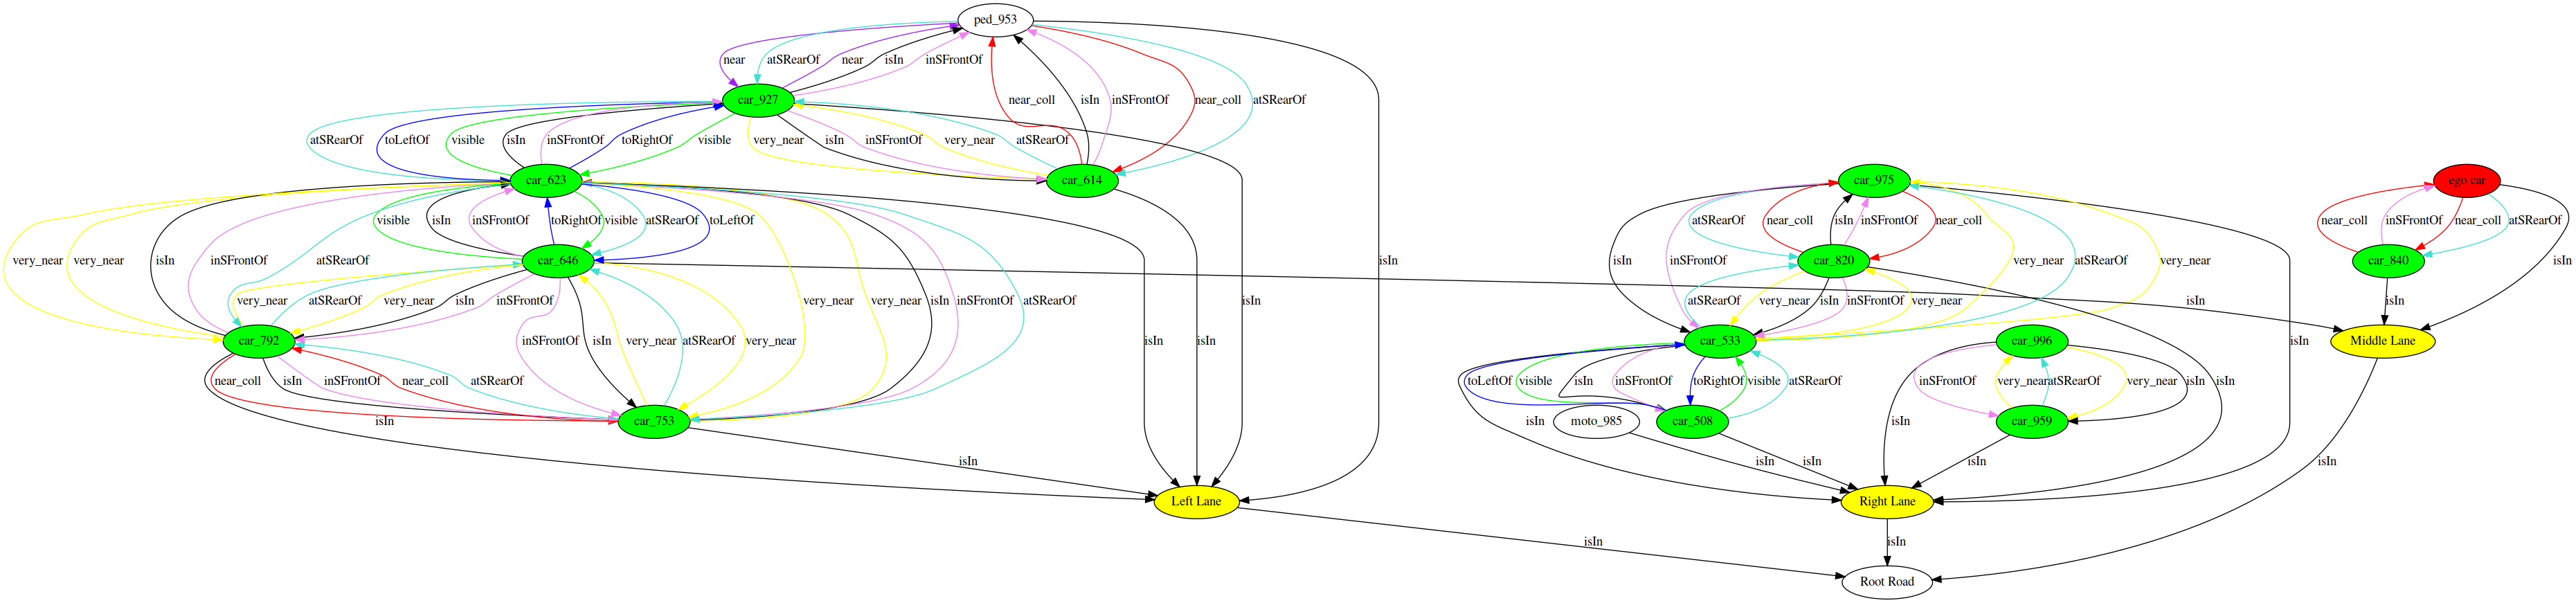 ped_953
near atSRearOf near isIn inSFrontOf
car_927
near_coll isIn inSFrontOf near_coll atSRearOf
atSRearOf toLeftOf visible isIn inSFrontOf toRightOf visible very_near isIn inSFrontOf very_near atSRearOf
car_623 car_614 car_975 ego car
visible isIn inSFrontOf toRightOf visible atSRearOf toLeftOf atSRearOf near_coll isIn inSFrontOf near_coll near_coll inSFrontOf near_coll atSRearOf
very_near very_near isIn inSFrontOf atSRearOf car_646 isIn isIn inSFrontOf car_820 very_near atSRearOf very_near car_840 isIn
very_near atSRearOf very_near isIn inSFrontOf very_near very_near isIn inSFrontOf atSRearOf isIn atSRearOf very_near isIn inSFrontOf very_near isIn isIn
car_792 inSFrontOf isIn very_near atSRearOf very_near isIn isIn car_533 car_996 isIn Middle Lane
near_coll isIn inSFrontOf near_coll atSRearOf toLeftOf visible isIn inSFrontOf toRightOf visible atSRearOf inSFrontOf very_near atSRearOf very_near isIn isIn
isIn car_753 isIn moto_985 car_508 isIn car_959
isIn isIn isIn isIn isIn
Left Lane Right Lane
isIn isIn
Root Road